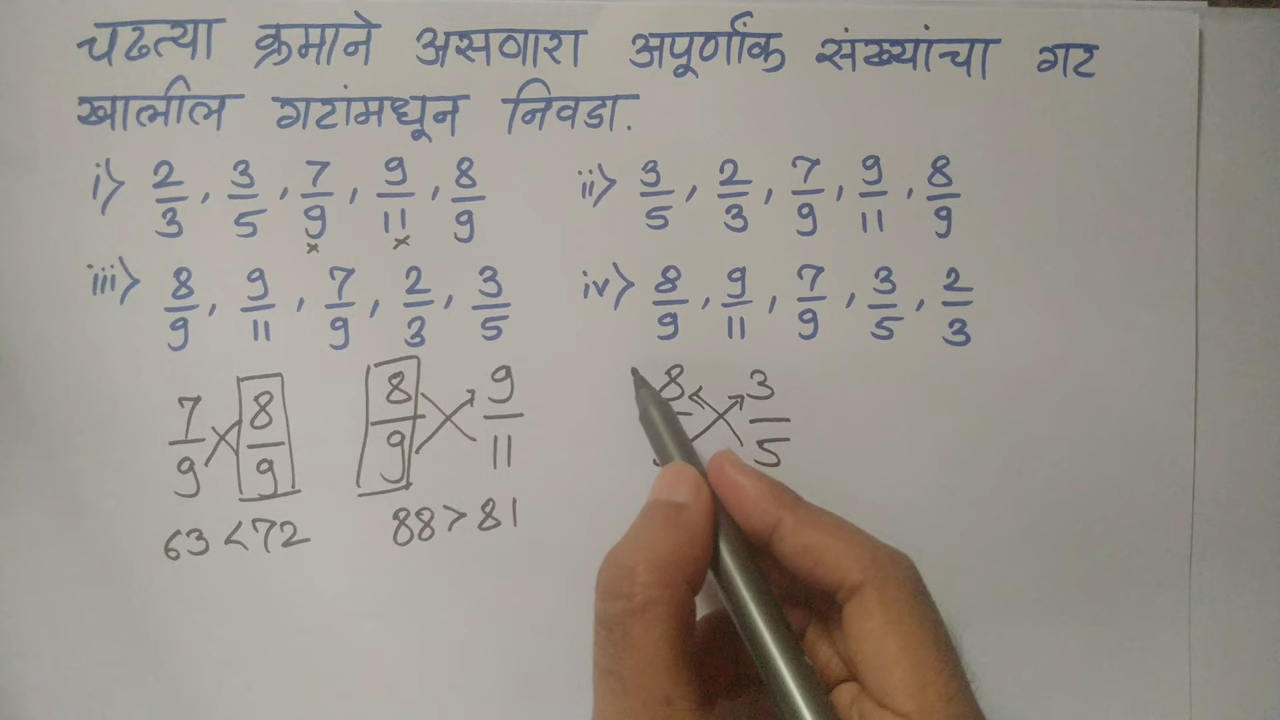 चढत्या क्रमाने असणारा अपूर्णांक संख्यांचा गट
खालील गटांमधून निवडा.
i) 2/3, 3/5, 7/9, 9/11, 8/9 ii) 3/5, 2/3, 7/9, 9/11, 8/9
x x
iii) 8/9, 9/11, 7/9, 2/3, 3/5 iv) 8/9, 9/11, 7/9, 3/5, 2/3
7/9 8/9 8/9 9/11 8 3/5
63 < 72 88 > 81